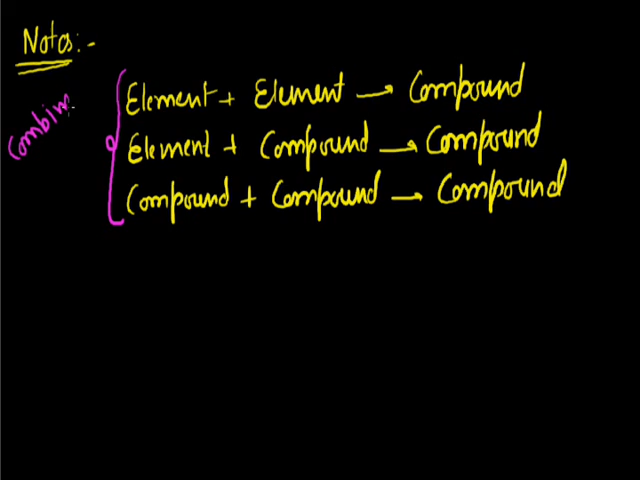 Notes:-
Element + Element → Compound
Combin
Element + Compound → Compound
Compound + Compound → Compound